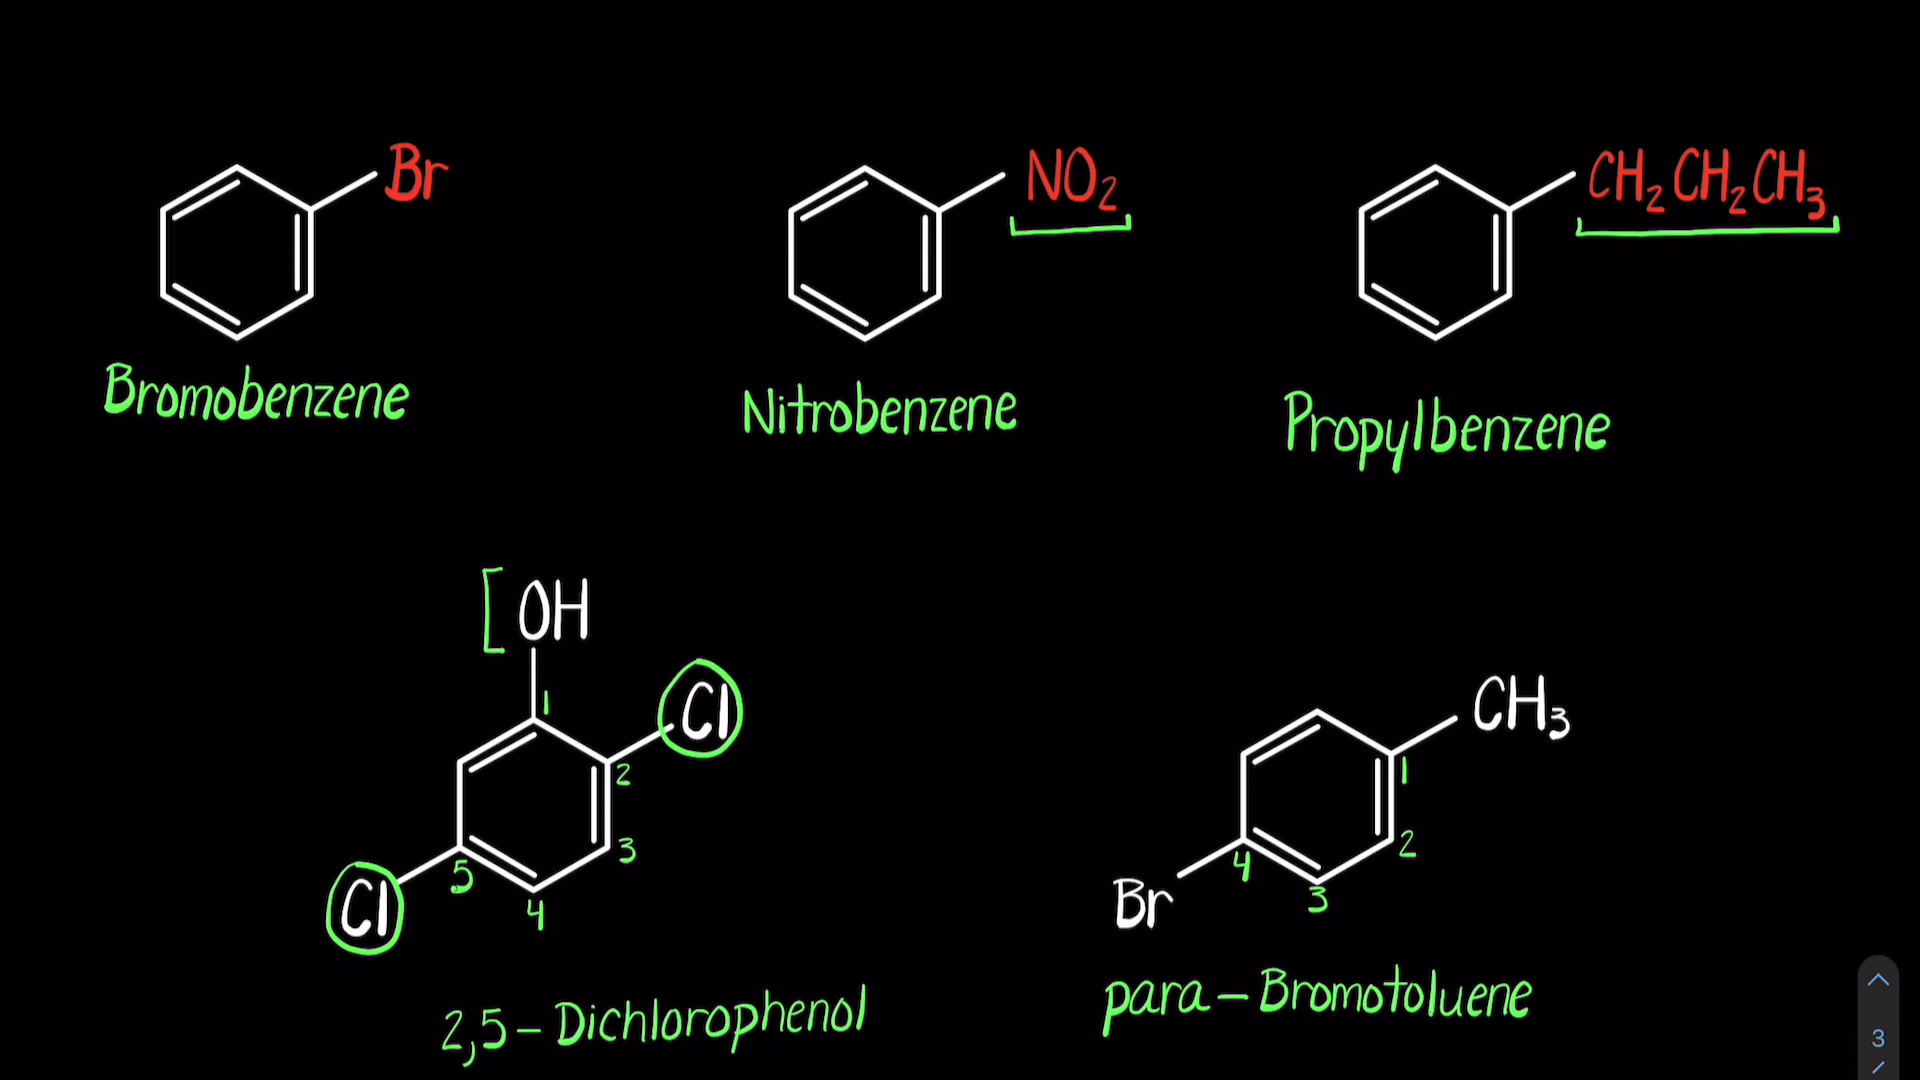 Br
NO₂
CH₂CH₂CH₃
Bromobenzene
Nitrobenzene
Propylbenzene
OH
Cl
1
2
3
4
5
Cl
2,5-Dichlorophenol
CH₃
1
2
3
4
Br
para-Bromotoluene
3